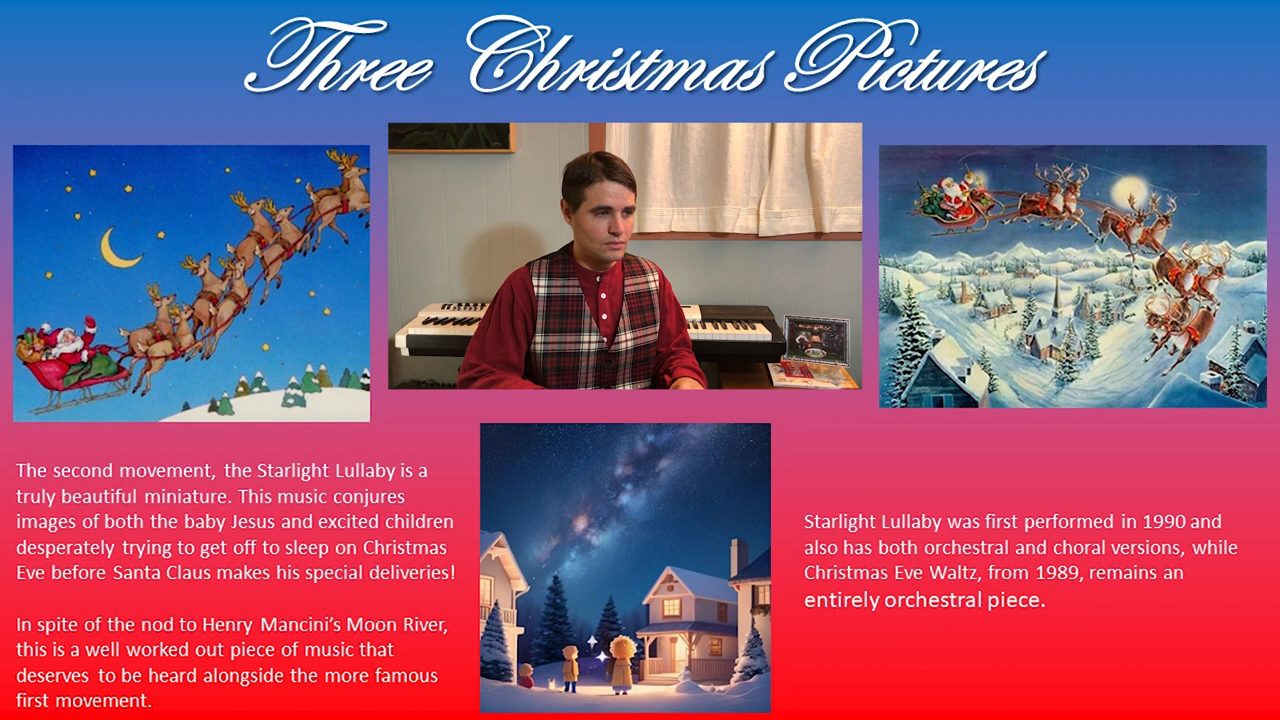 Three Christmas Pictures
The second movement, the Starlight Lullaby is a
truly beautiful miniature. This music conjures
images of both the baby Jesus and excited children
desperately trying to get off to sleep on Christmas
Eve before Santa Claus makes his special deliveries!
In spite of the nod to Henry Mancini’s Moon River,
this is a well worked out piece of music that
deserves to be heard alongside the more famous
first movement.
Starlight Lullaby was first performed in 1990 and
also has both orchestral and choral versions, while
Christmas Eve Waltz, from 1989, remains an
entirely orchestral piece.